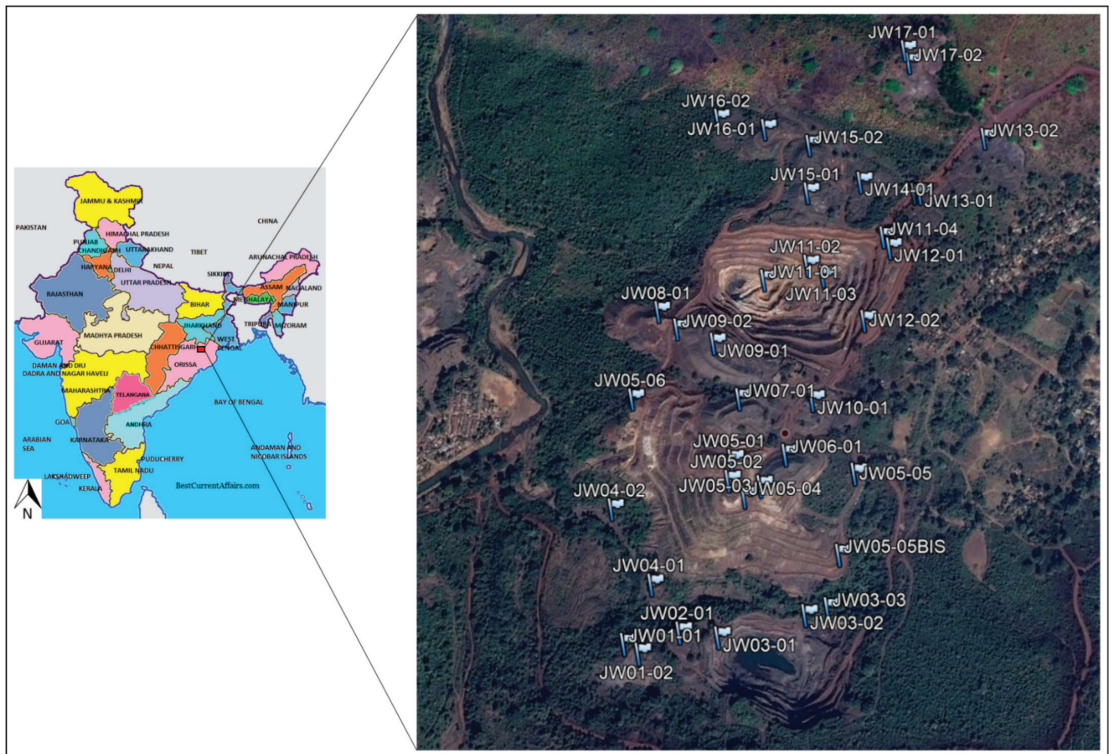 JAMMU & KASHMIR
HIMACHAL PRADESH
PAKISTAN
PUNJAB
CHANDIGARH
UTTARAKHAND
TIBET
CHINA
HARYANA
DELHI
NEPAL
SIKKIM
ARUNACHAL PRADESH
RAJASTHAN
UTTAR PRADESH
BIHAR
ASSAM
NAGALAND
MEGHALAYA
MANIPUR
TRIPURA
MIZORAM
JHARKHAND
WEST
BENGAL
GUJARAT
MADHYA PRADESH
CHHATTISGARH
ORISSA
DAMAN AND DIU
DADRA AND NAGAR HAVELI
MAHARASHTRA
TELANGANA
BAY OF BENGAL
GOA
ANDHRA
ARABIAN
SEA
KARNATAKA
ANDAMAN AND
NICOBAR ISLANDS
PUDUCHERRY
LAKSHADWEEP
TAMIL NADU
KERALA
BestCurrentAffairs.com
N
JW17-01
JW17-02
JW16-02
JW16-01
JW15-02
JW13-02
JW15-01
JW14-01
JW13-01
JW11-04
JW11-02
JW12-01
JW11-01
JW11-03
JW08-01
JW09-02
JW12-02
JW09-01
JW05-06
JW07-01
JW10-01
JW05-01
JW06-01
JW05-02
JW05-05
JW05-03
JW05-04
JW04-02
JW05-05BIS
JW04-01
JW03-03
JW02-01
JW03-02
JW01-01
JW03-01
JW01-02